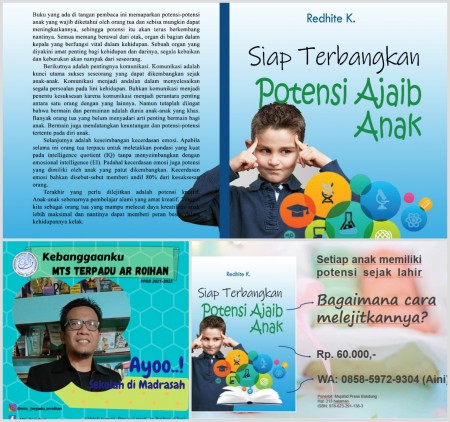 Buku yang ada di tangan pembaca ini memaparkan potensi-potensi
anak yang wajib diketahui oleh orang tua dan sebisa mungkin dapat
meningkatkannya, sehingga potensi itu akan terus berkembang
nantinya. Semua memang berawal dari otak, organ di bagian dalam
kepala yang berfungsi vital dalam kehidupan. Sebuah organ yang
diyakini amat penting bagi kehidupan dan darinya, segala kebaikan
dan keburukan akan nampak dari seseorang.
Berikutnya adalah pentingnya komunikasi. Komunikasi adalah
kunci utama sukses seseorang yang dapat dikembangkan sejak
anak-anak. Komunikasi menjadi andalan dalam menyelesaikan
segala persoalan pada lini kehidupan. Bahkan komunikasi menjadi
penentu kesuksesan karena komunikasi menjadi perantara penting
antara satu orang dengan yang lainnya. Namun tetaplah diingat
bahwa bermain dan permainan adalah dunia anak-anak yang khas.
Banyak orang tua yang belum menyadari arti penting bermain bagi
anak. Bermain juga mendatangkan keuntungan dan potensi-potensi
tertentu pada diri anak.
Selanjutnya adalah keseimbangan kecerdasan emosi. Apabila
selama ini orang tua terpacu untuk meletakkan pondasi yang kuat
pada intelligence quotient (IQ) tanpa menyeimbangkan dengan
emotional intelligence (EI). Padahal kecerdasan emosi juga potensi
yang dimiliki oleh anak yang patut dikembangkan. Kecerdasan
emosi bahkan disebut-sebut memberi andil 80% dari kesuksesan
orang.
Terakhir yang perlu dilejitkan adalah potensi kreatif.
Anak-anak sebenarnya pembelajar alami yang amat kreatif.
kita sebagai orang tua yang mampu melecut daya kreatif
lebih maksimal dan nantinya dapat memberi peran besar
kehidupannya kelak.
Redhite K.
Siap Terbangkan
Potensi Ajaib
Anak
Kebanggaanku
MTS TERPADU AR ROIHAN
PPDB 2021-2022
Ayoo..!
Sekolah di Madrasah
Redhite K.
Siap Terbangkan
Potensi Ajaib
Anak
Setiap anak memiliki
potensi sejak lahir
Bagaimana cara
melejitkannya?
Rp. 60.000,-
WA: 0858-5972-9304 (Aini)